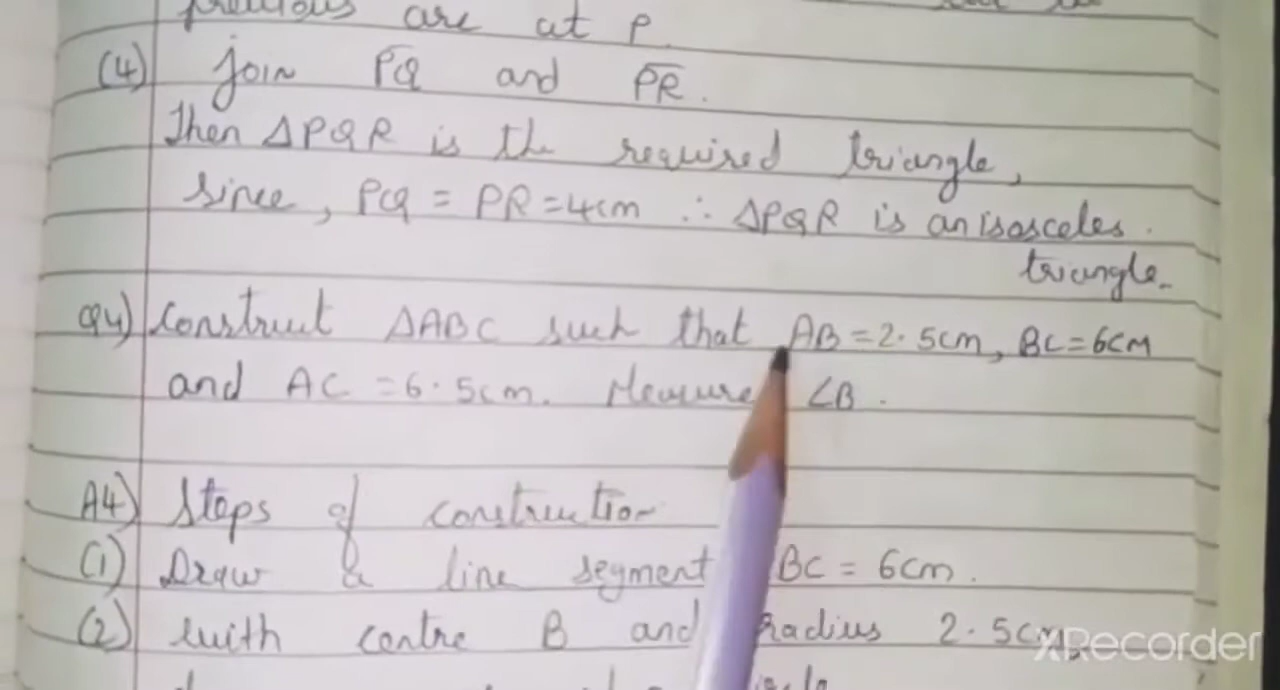 are at P.
(4) Join PQ and PR.
Then ΔPQR is the required triangle,
since, PQ = PR = 4cm ∴ ΔPQR is an isosceles.
triangle.
Q4) Construct ΔABC such that AB = 2.5cm, BC = 6cm
and AC = 6.5cm. Measure ∠B.
A4) Steps of construction
(1) Draw a line segment BC = 6cm.
(2) with centre B and radius 2.5cm
XRecorder